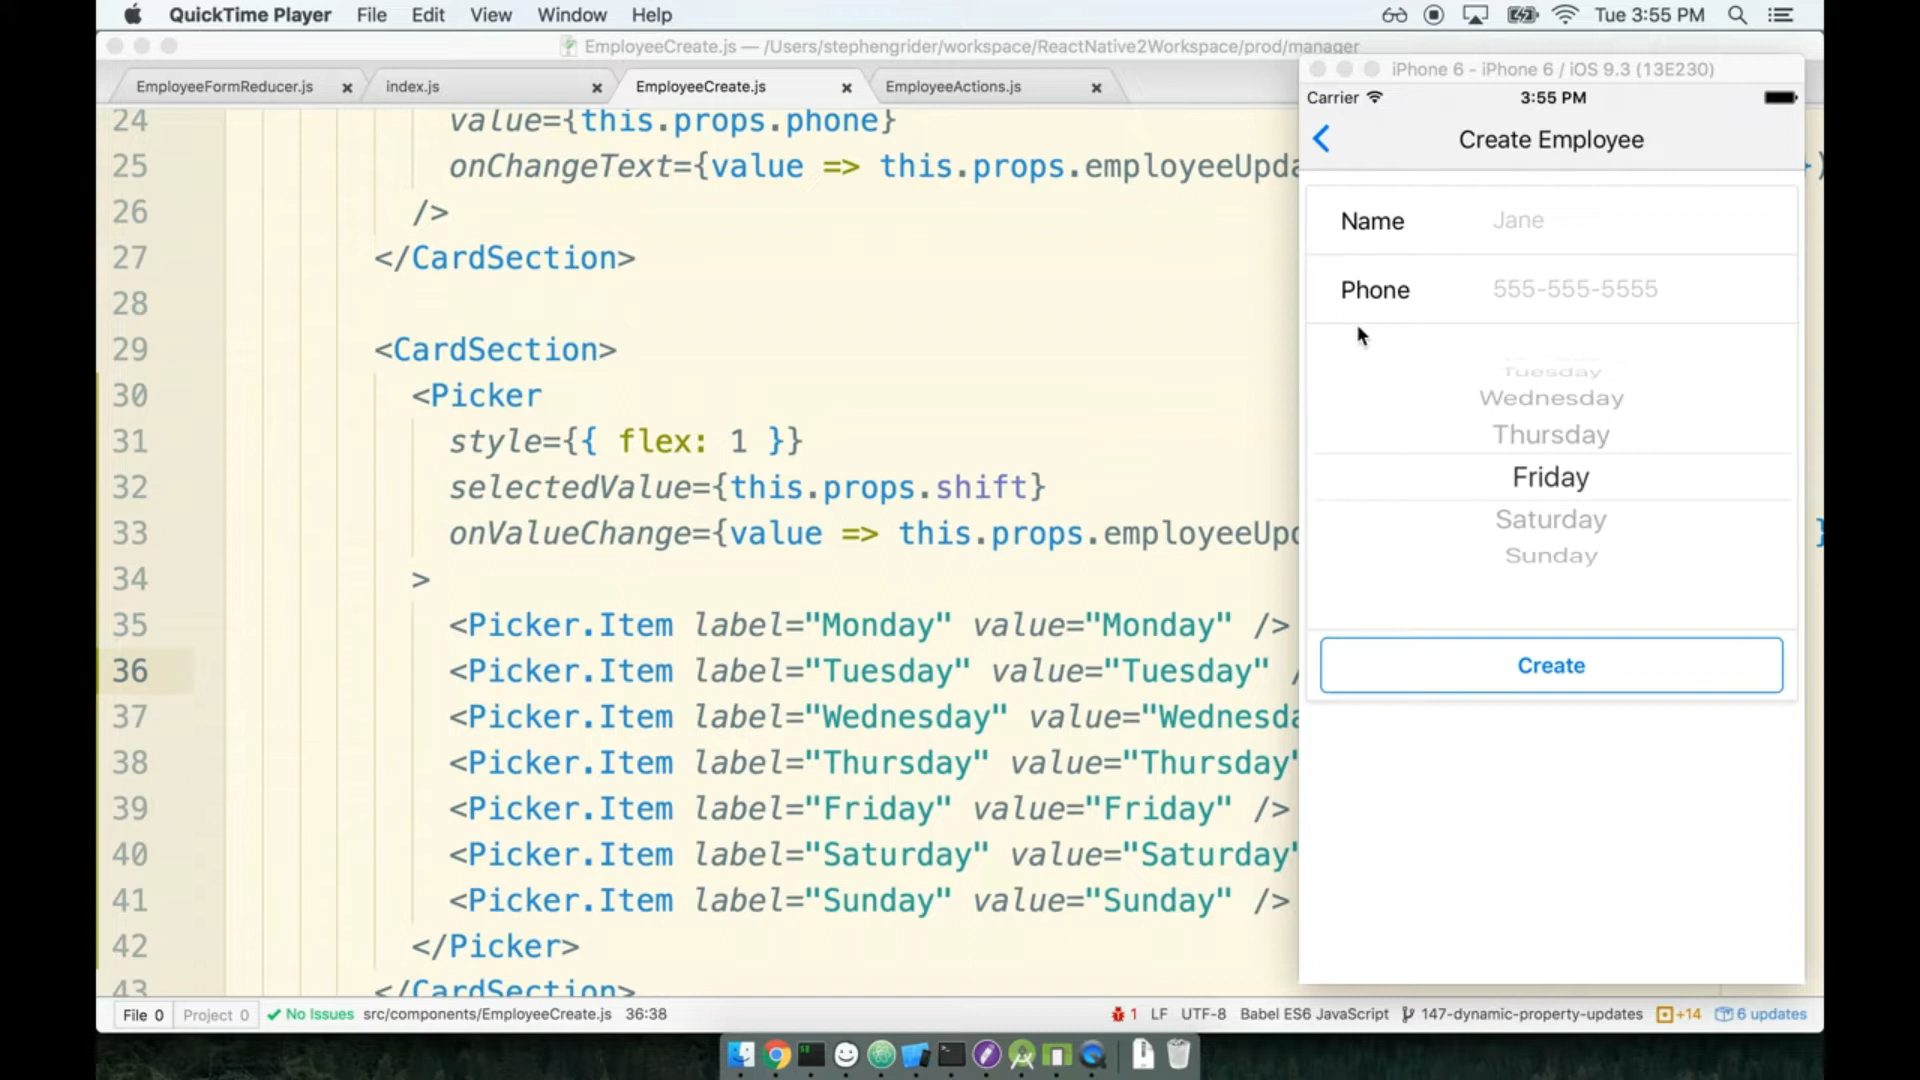 QuickTime Player File Edit View Window Help Tue 3:55 PM
EmployeeCreate.js — /Users/stephengrider/workspace/ReactNative2Workspace/prod/manager
EmployeeFormReducer.js index.js EmployeeCreate.js EmployeeActions.js
24 value={this.props.phone}
25 onChangeText={value => this.props.employeeUpda
26 />
27 </CardSection>
28
29 <CardSection>
30 <Picker
31 style={{ flex: 1 }}
32 selectedValue={this.props.shift}
33 onValueChange={value => this.props.employeeUpd
34 >
35 <Picker.Item label="Monday" value="Monday" />
36 <Picker.Item label="Tuesday" value="Tuesday" /
37 <Picker.Item label="Wednesday" value="Wednesda
38 <Picker.Item label="Thursday" value="Thursday"
39 <Picker.Item label="Friday" value="Friday" />
40 <Picker.Item label="Saturday" value="Saturday"
41 <Picker.Item label="Sunday" value="Sunday" />
42 </Picker>
43 </CardSection>
iPhone 6 - iPhone 6 / iOS 9.3 (13E230)
Carrier 3:55 PM
Create Employee
Name Jane
Phone 555-555-5555
Tuesday
Wednesday
Thursday
Friday
Saturday
Sunday
Create
File 0 Project 0 No Issues src/components/EmployeeCreate.js 36:38 1 LF UTF-8 Babel ES6 JavaScript 147-dynamic-property-updates +14 6 updates